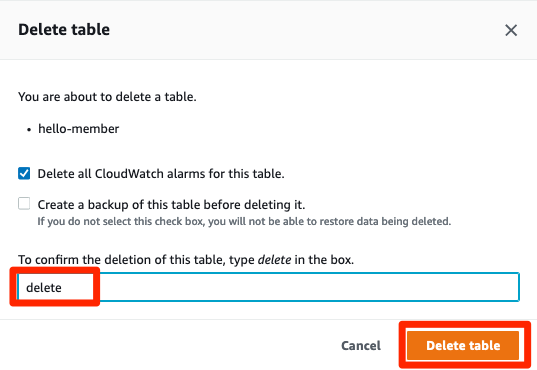 Delete table
You are about to delete a table.
• hello-member
Delete all CloudWatch alarms for this table.
Create a backup of this table before deleting it.
If you do not select this check box, you will not be able to restore data being deleted.
To confirm the deletion of this table, type delete in the box.
delete
Cancel Delete table